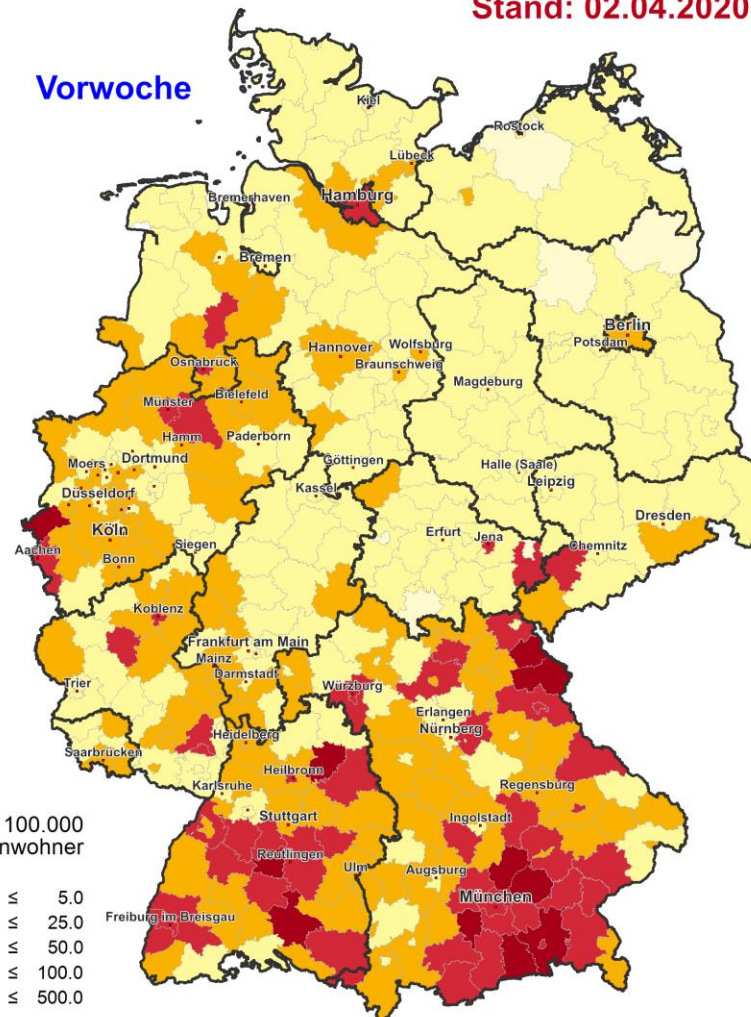 Stand: 02.04.2020
Vorwoche
Kiel
Rostock
Lübeck
Hamburg
Bremerhaven
Bremen
Berlin
Potsdam
Hannover
Wolfsburg
Braunschweig
Osnabrück
Magdeburg
Münster
Bielefeld
Hamm
Paderborn
Moers
Dortmund
Göttingen
Halle (Saale)
Leipzig
Düsseldorf
Kassel
Dresden
Köln
Erfurt
Jena
Chemnitz
Aachen
Siegen
Bonn
Koblenz
Frankfurt am Main
Mainz
Darmstadt
Trier
Würzburg
Erlangen
Nürnberg
Heidelberg
Saarbrücken
Heilbronn
Karlsruhe
Regensburg
Stuttgart
Ingolstadt
100.000
nwohner
Reutlingen
Ulm
Augsburg
München
Freiburg im Breisgau
≤ 5.0
≤ 25.0
≤ 50.0
≤ 100.0
≤ 500.0